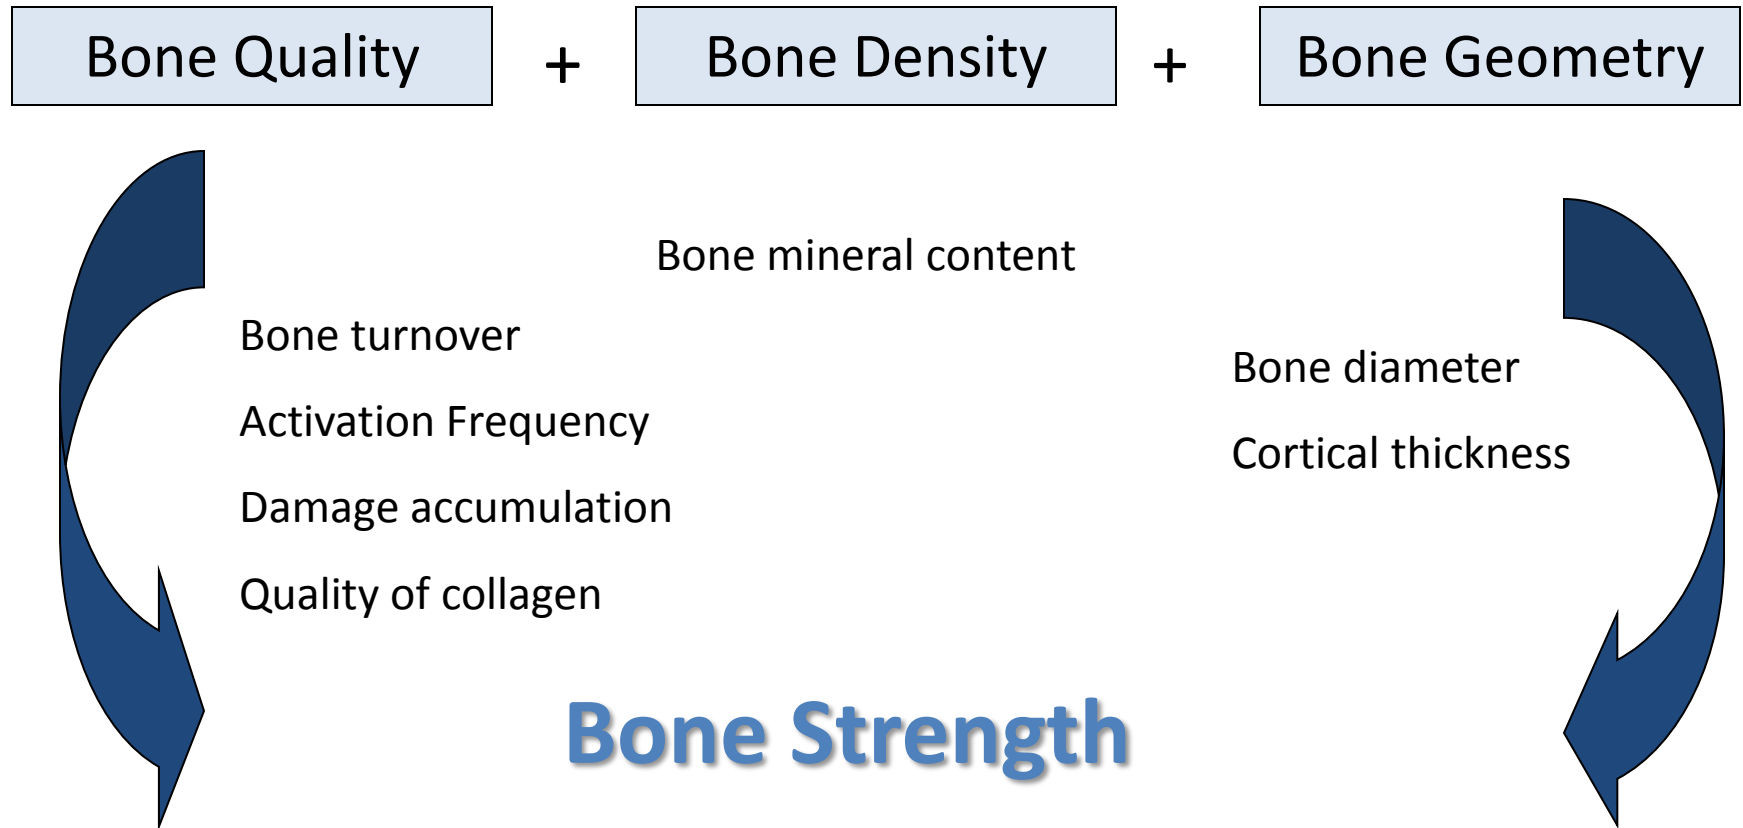 Bone Quality + Bone Density + Bone Geometry
Bone mineral content
Bone turnover
Activation Frequency
Damage accumulation
Quality of collagen
Bone diameter
Cortical thickness
Bone Strength